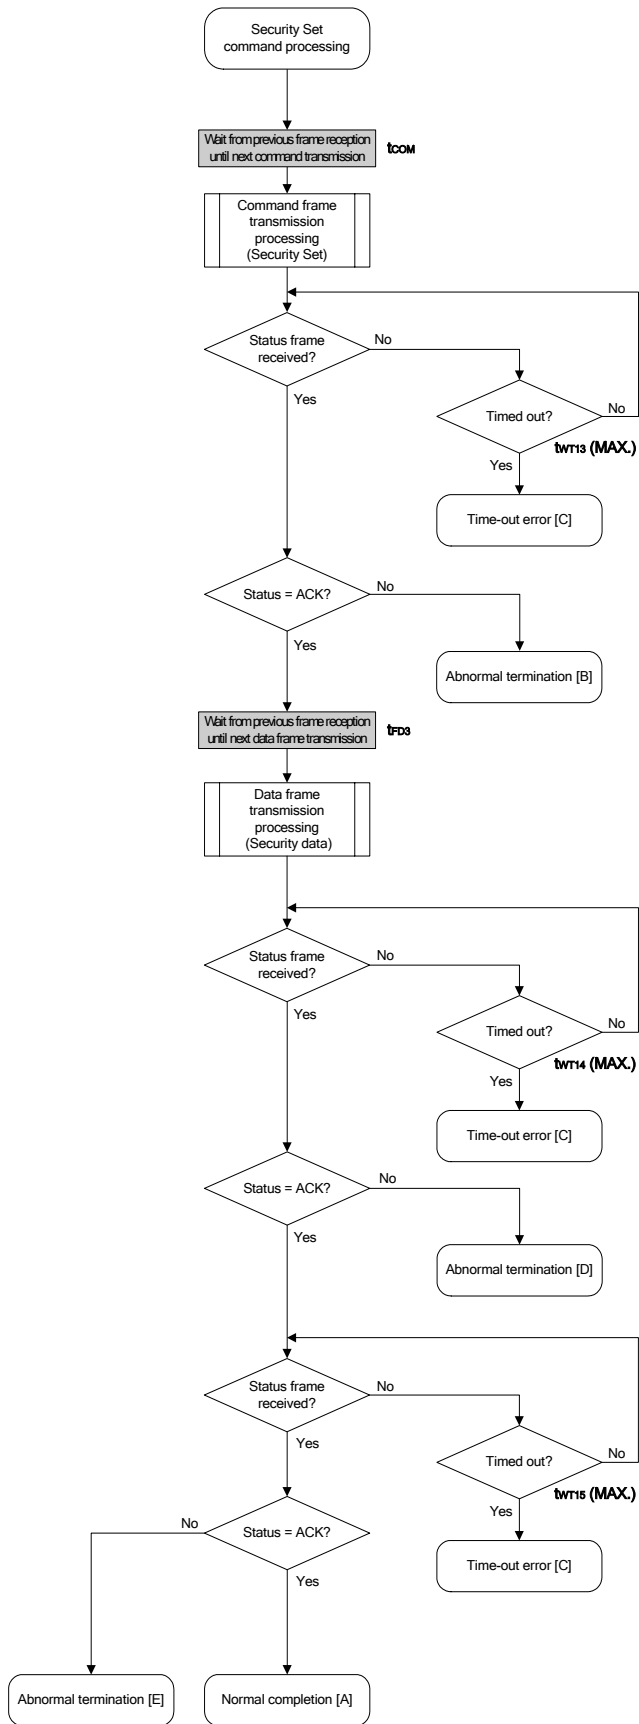 Security Set
command processing
Wait from previous frame reception
until next command transmission
tCOM
Command frame
transmission
processing
(Security Set)
Status frame
received?
No
Yes
Timed out?
No
tWT13 (MAX.)
Yes
Time-out error [C]
Status = ACK?
No
Yes
Abnormal termination [B]
Wait from previous frame reception
until next data frame transmission
tFD3
Data frame
transmission
processing
(Security data)
Status frame
received?
No
Yes
Timed out?
No
tWT14 (MAX.)
Yes
Time-out error [C]
Status = ACK?
No
Yes
Abnormal termination [D]
Status frame
received?
No
Yes
Timed out?
No
tWT15 (MAX.)
Yes
Time-out error [C]
No
Status = ACK?
Yes
Abnormal termination [E]
Normal completion [A]